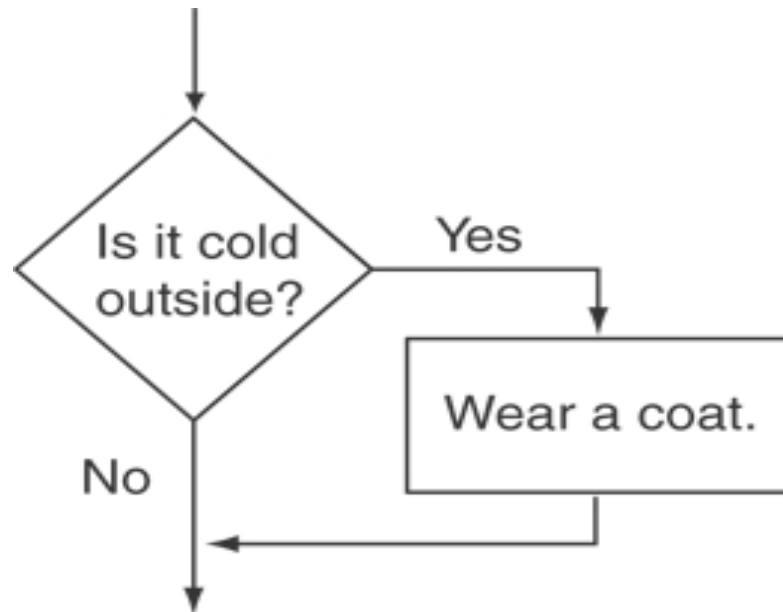 Is it cold
outside?
Yes
Wear a coat.
No